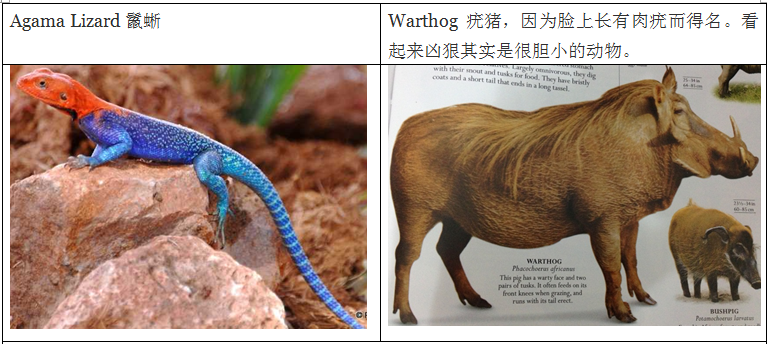 Agama Lizard 鬣蜥
Warthog 疣猪，因为脸上长有肉疣而得名。看
起来凶狠其实是很胆小的动物。
with their snout and tusks for food. They have bristly
coats and a short tail that ends in a long tassel.
WARTHOG
Phacochoerus africanus
This pig has a warty face and two
pairs of tusks. It often feeds on its
front knees when grazing, and
runs with its tail erect.
BUSHPIG
Potamochoerus larvatus